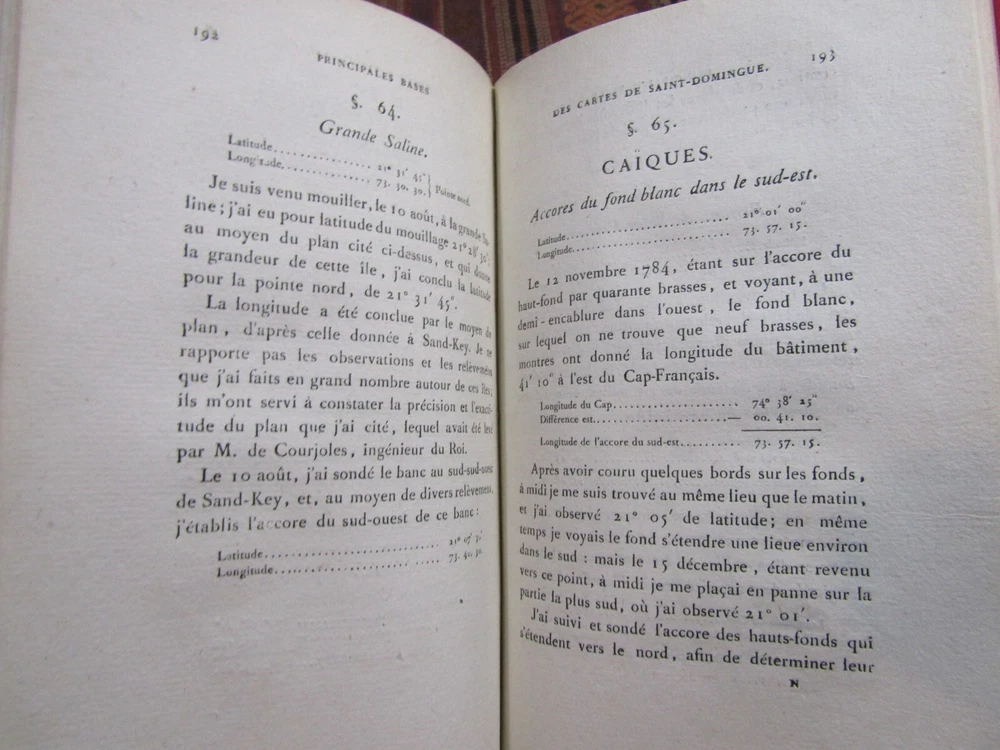 192
PRINCIPALES BASES
§. 64.
Grande Saline.
Latitude.................. 21° 31' 45" } Pointe nord.
Longitude................ 73. 30. 30.
Je suis venu mouiller, le 10 août, à la grande Sa-
line; j'ai eu pour latitude du mouillage 21° 28' 30":
au moyen du plan cité ci-dessus, et qui donne
la grandeur de cette île, j'ai conclu la latitude
pour la pointe nord, de 21° 31' 45".
La longitude a été conclue par le moyen du
plan, d'après celle donnée à Sand-Key. Je ne
rapporte pas les observations et les relèvemens
que j'ai faits en grand nombre autour de ces îles,
ils m'ont servi à constater la précision et l'exacti-
tude du plan que j'ai cité, lequel avait été levé
par M. de Courjoles, ingénieur du Roi.
Le 10 août, j'ai sondé le banc au sud-sud-ouest
de Sand-Key, et, au moyen de divers relèvemens,
j'établis l'accore du sud-ouest de ce banc:
Latitude............................ 21° 07'
Longitude.......................... 73. 40. 30
DES CARTES DE SAINT-DOMINGUE. 193
§. 65.
CAÏQUES.
Accores du fond blanc dans le sud-est.
Latitude............................ 21° 01' 00"
Longitude.......................... 73. 57. 15.
Le 12 novembre 1784, étant sur l'accore du
haut-fond par quarante brasses, et voyant, à une
demi-encablure dans l'ouest, le fond blanc,
sur lequel on ne trouve que neuf brasses, les
montres ont donné la longitude du bâtiment,
41' 10" à l'est du Cap-Français.
Longitude du Cap..................... 74° 38' 25"
Différence est.........................— 00. 41. 10.
Longitude de l'accore du sud-est.......... 73. 57. 15.
Après avoir couru quelques bords sur les fonds,
à midi je me suis trouvé au même lieu que le matin,
et j'ai observé 21° 05' de latitude; en même
temps je voyais le fond s'étendre une lieue environ
dans le sud: mais le 15 décembre, étant revenu
vers ce point, à midi je me plaçai en panne sur la
partie la plus sud, où j'ai observé 21° 01'.
J'ai suivi et sondé l'accore des hauts-fonds qui
s'étendent vers le nord, afin de déterminer leur
N